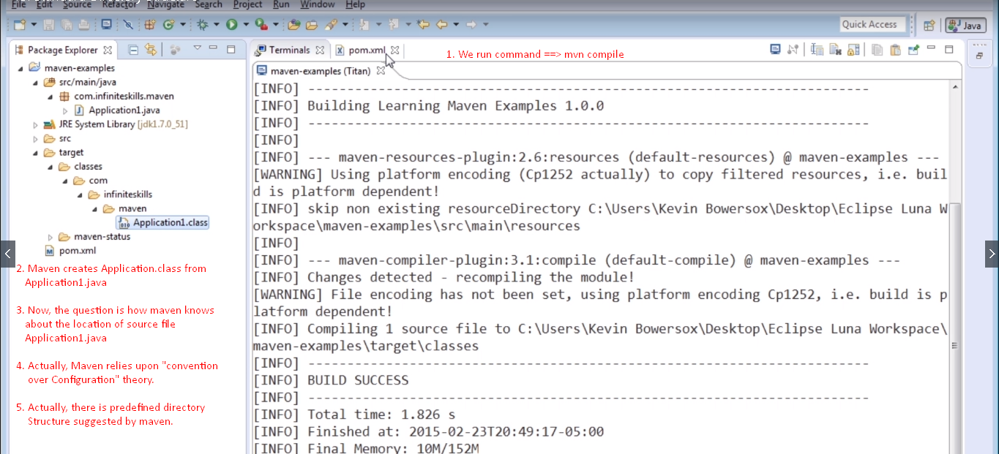 File Edit Source Refactor Navigate Search Project Run Window Help
Quick Access
Java
Package Explorer
Terminals
pom.xml
1. We run command ==> mvn compile
maven-examples (Titan)
maven-examples
src/main/java
com.infiniteskills.maven
Application1.java
JRE System Library [jdk1.7.0_51]
src
target
classes
com
infiniteskills
maven
Application1.class
maven-status
pom.xml
2. Maven creates Application.class from
Application1.java
3. Now, the question is how maven knows
about the location of source file
Application1.java
4. Actually, Maven relies upon "convention
over Configuration" theory.
5. Actually, there is predefined directory
Structure suggested by maven.
[INFO] ------------------------------------------------------------------------
[INFO] Building Learning Maven Examples 1.0.0
[INFO] ------------------------------------------------------------------------
[INFO]
[INFO] --- maven-resources-plugin:2.6:resources (default-resources) @ maven-examples ---
[WARNING] Using platform encoding (Cp1252 actually) to copy filtered resources, i.e. buil
d is platform dependent!
[INFO] skip non existing resourceDirectory C:\Users\Kevin Bowersox\Desktop\Eclipse Luna W
orkspace\maven-examples\src\main\resources
[INFO]
[INFO] --- maven-compiler-plugin:3.1:compile (default-compile) @ maven-examples ---
[INFO] Changes detected - recompiling the module!
[WARNING] File encoding has not been set, using platform encoding Cp1252, i.e. build is p
latform dependent!
[INFO] Compiling 1 source file to C:\Users\Kevin Bowersox\Desktop\Eclipse Luna Workspace\
maven-examples\target\classes
[INFO] ------------------------------------------------------------------------
[INFO] BUILD SUCCESS
[INFO] ------------------------------------------------------------------------
[INFO] Total time: 1.826 s
[INFO] Finished at: 2015-02-23T20:49:17-05:00
[INFO] Final Memory: 10M/152M